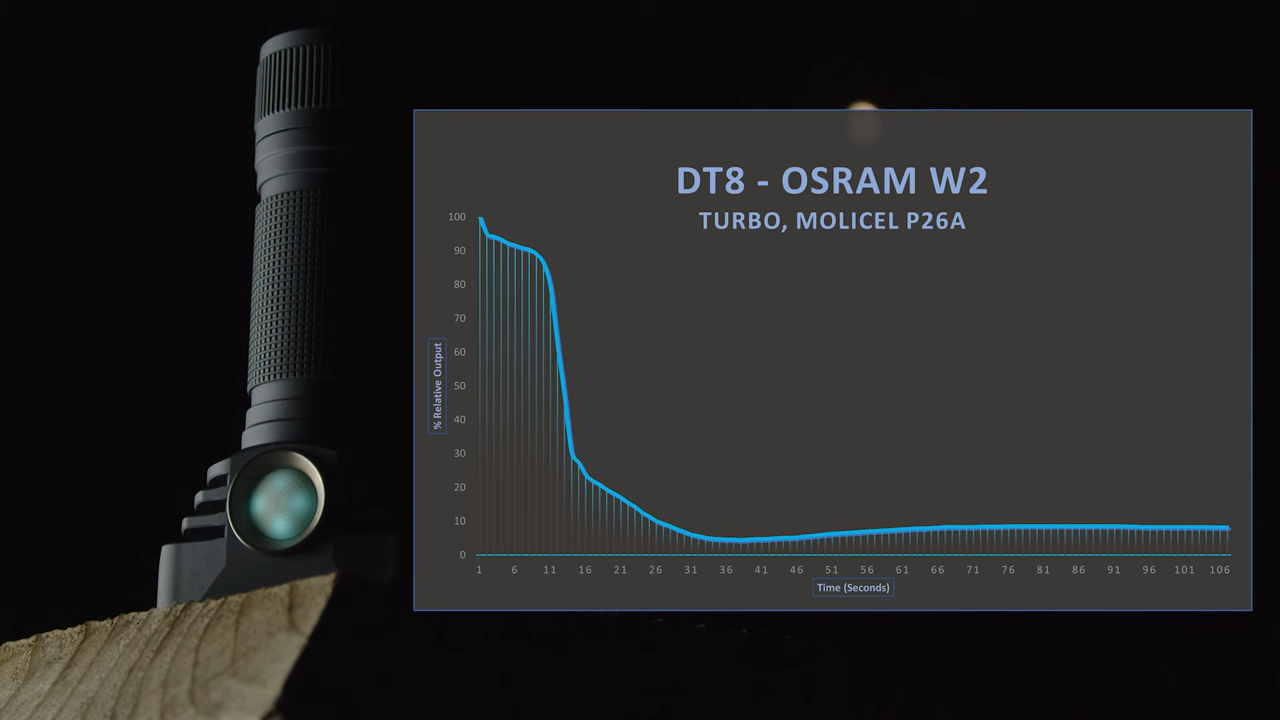 DT8 - OSRAM W2
TURBO, MOLICEL P26A
100
90
80
70
60
50
40
30
20
10
0
% Relative Output
1 6 11 16 21 26 31 36 41 46 51 56 61 66 71 76 81 86 91 96 101 106
Time (Seconds)